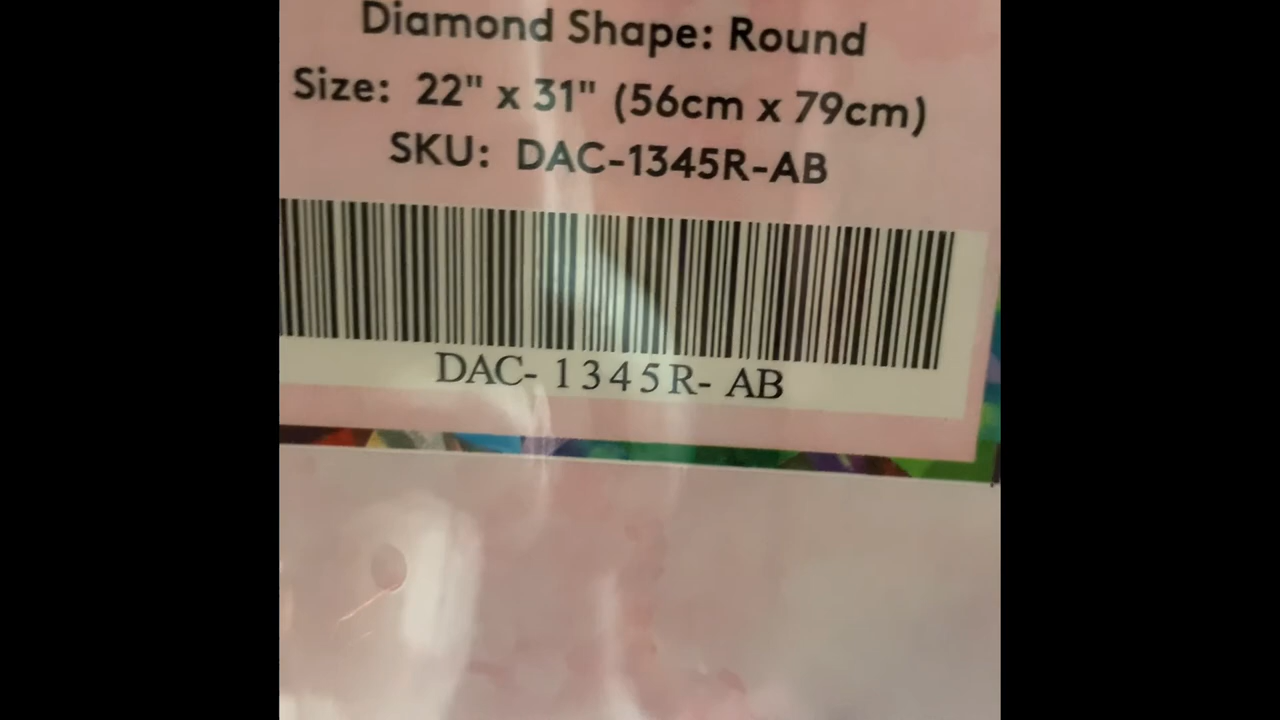 Diamond Shape: Round
Size: 22" x 31" (56cm x 79cm)
SKU: DAC-1345R-AB
DAC- 1345R- AB